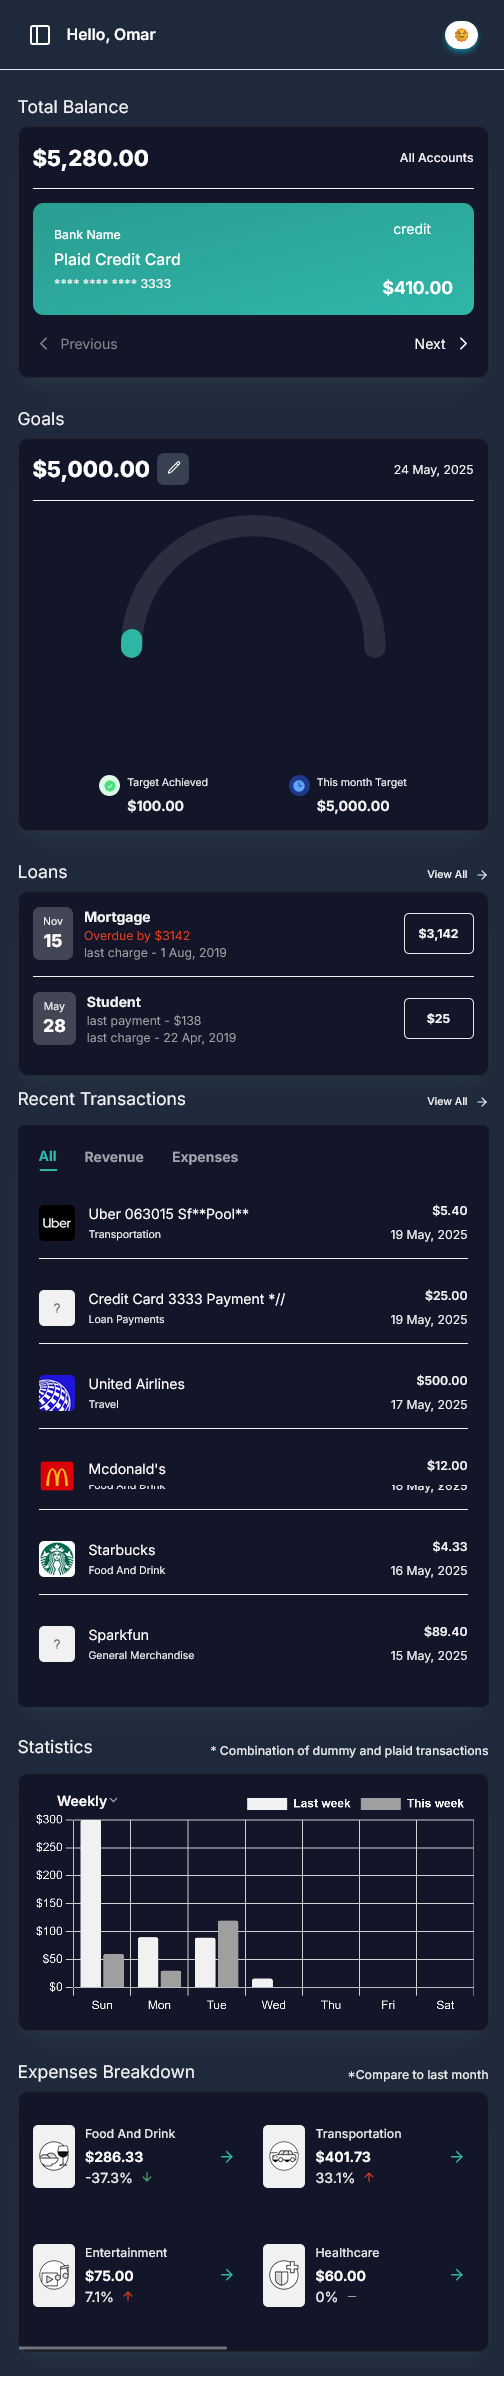 Hello, Omar
Total Balance
$5,280.00
All Accounts
Bank Name
credit
Plaid Credit Card
**** **** **** 3333
$410.00
Previous
Next
Goals
$5,000.00
24 May, 2025
Target Achieved
$100.00
This month Target
$5,000.00
Loans
View All
Nov
15
Mortgage
Overdue by $3142
last charge - 1 Aug, 2019
$3,142
May
28
Student
last payment - $138
last charge - 22 Apr, 2019
$25
Recent Transactions
View All
All
Revenue
Expenses
Uber
Uber 063015 Sf**Pool**
Transportation
$5.40
19 May, 2025
?
Credit Card 3333 Payment *//
Loan Payments
$25.00
19 May, 2025
United Airlines
Travel
$500.00
17 May, 2025
Mcdonald's
Food And Drink
$12.00
16 May, 2025
Starbucks
Food And Drink
$4.33
16 May, 2025
?
Sparkfun
General Merchandise
$89.40
15 May, 2025
Statistics
* Combination of dummy and plaid transactions
Weekly
Last week
This week
$300
$250
$200
$150
$100
$50
$0
Sun
Mon
Tue
Wed
Thu
Fri
Sat
Expenses Breakdown
*Compare to last month
Food And Drink
$286.33
-37.3%
Transportation
$401.73
33.1%
Entertainment
$75.00
7.1%
Healthcare
$60.00
0%